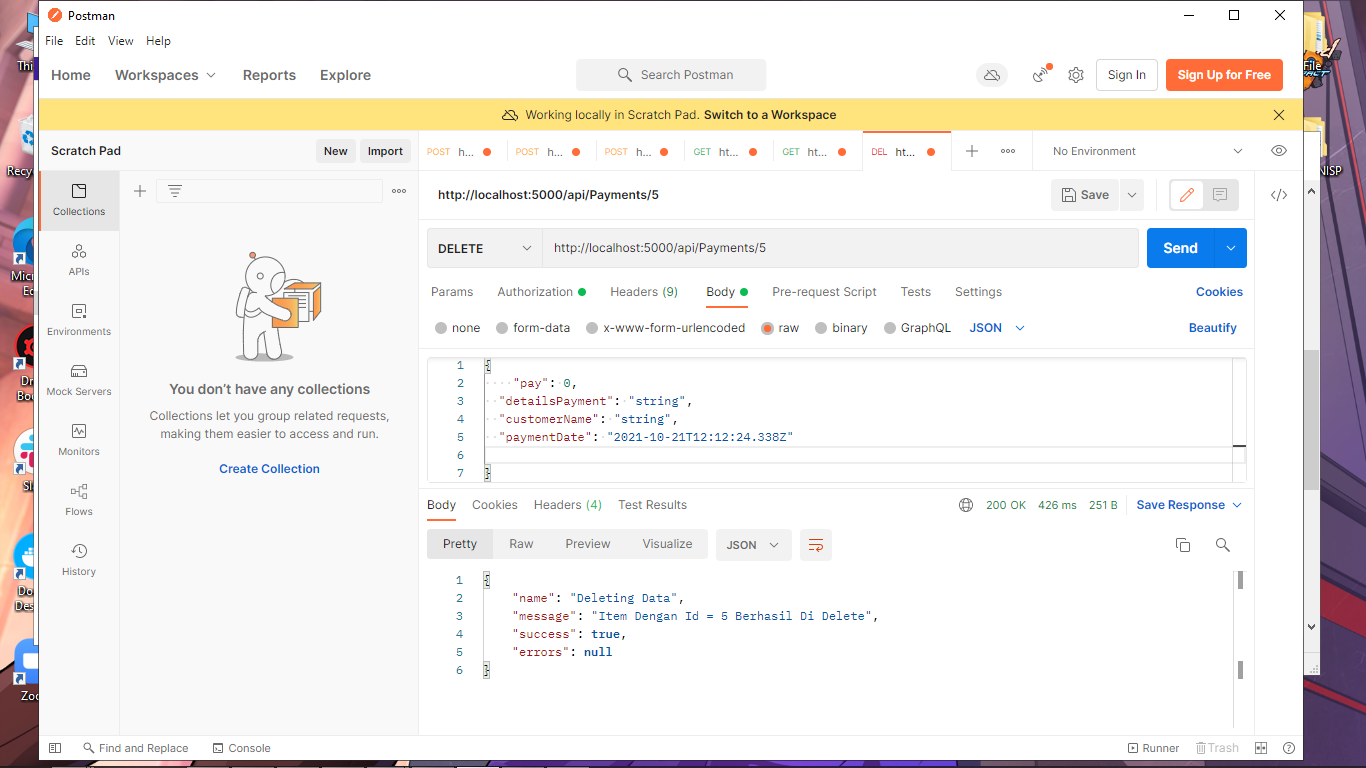 Postman
File Edit View Help
Home Workspaces Reports Explore Search Postman Sign In Sign Up for Free
Working locally in Scratch Pad. Switch to a Workspace
Scratch Pad New Import
POST h... POST h... POST h... GET ht... GET ht... DEL ht... No Environment
Collections
APIs
Environments
Mock Servers
Monitors
Flows
History
You don't have any collections
Collections let you group related requests,
making them easier to access and run.
Create Collection
http://localhost:5000/api/Payments/5 Save
DELETE http://localhost:5000/api/Payments/5 Send
Params Authorization Headers (9) Body Pre-request Script Tests Settings Cookies
none form-data x-www-form-urlencoded raw binary GraphQL JSON Beautify
1 {
2 "pay": 0,
3 "detailsPayment": "string",
4 "customerName": "string",
5 "paymentDate": "2021-10-21T12:12:24.338Z"
6
7 }
Body Cookies Headers (4) Test Results 200 OK 426 ms 251 B Save Response
Pretty Raw Preview Visualize JSON
1 {
2 "name": "Deleting Data",
3 "message": "Item Dengan Id = 5 Berhasil Di Delete",
4 "success": true,
5 "errors": null
6 }
Find and Replace Console Runner Trash
File
NISP